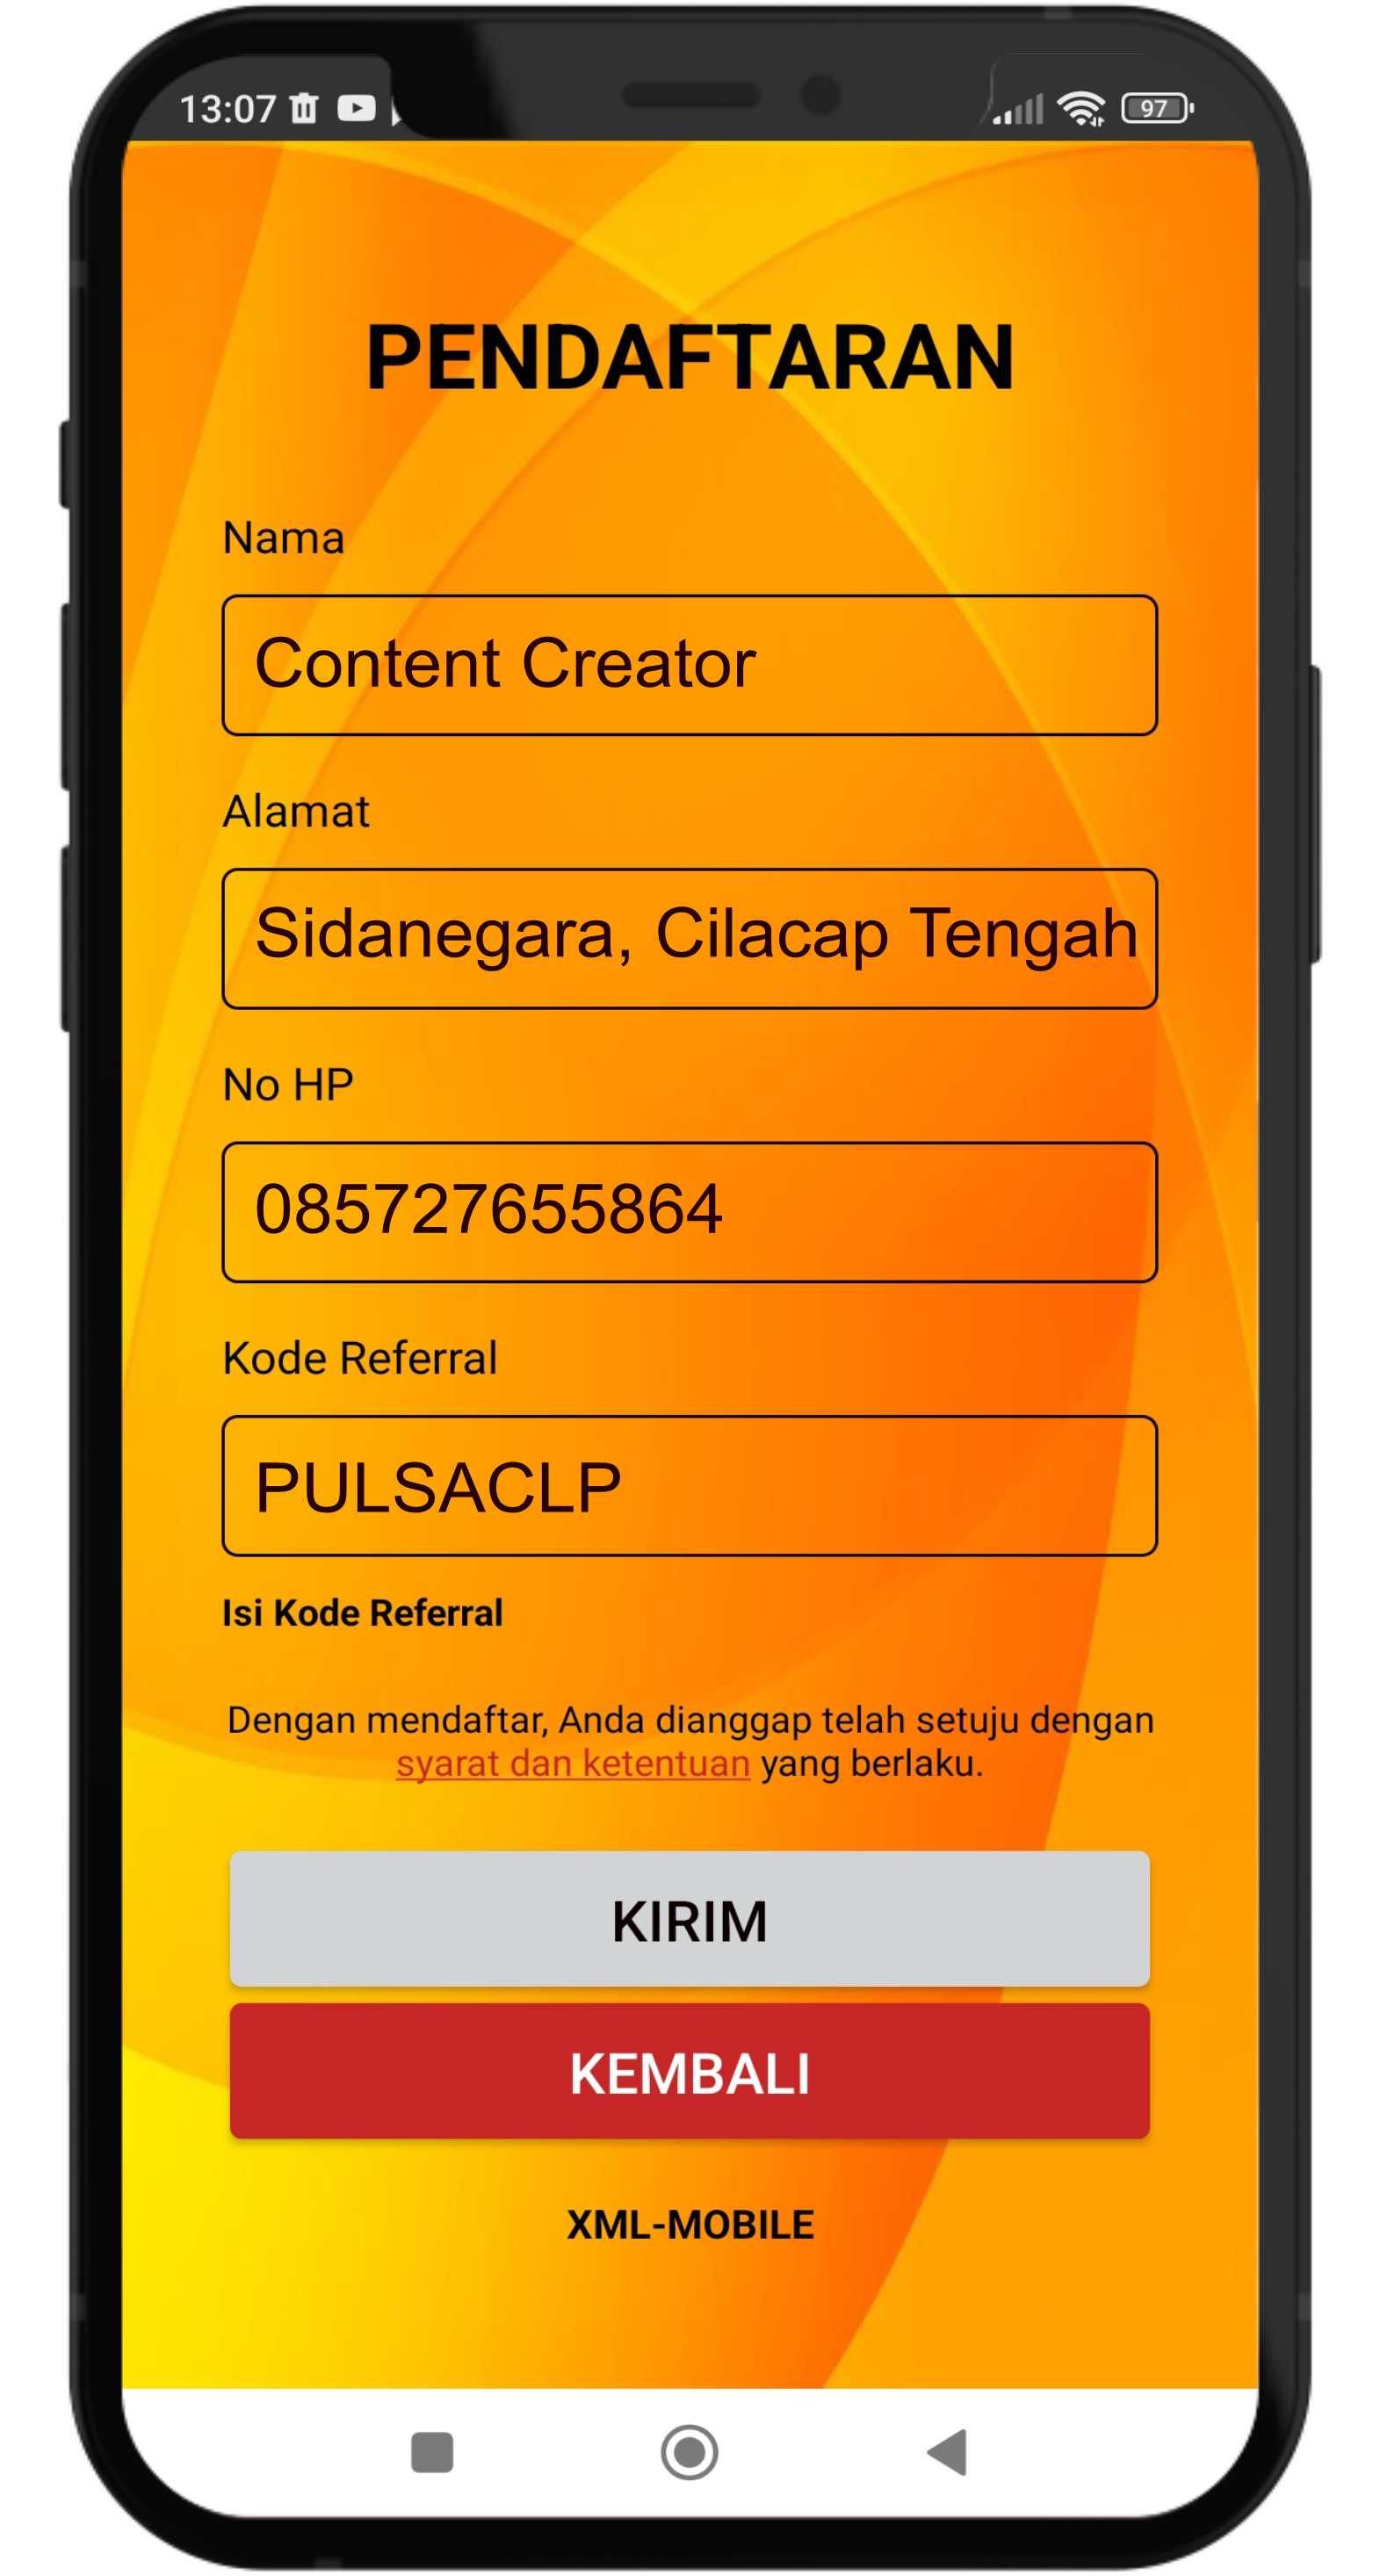 13:07
97
PENDAFTARAN
Nama
Content Creator
Alamat
Sidanegara, Cilacap Tengah
No HP
085727655864
Kode Referral
PULSACLP
Isi Kode Referral
Dengan mendaftar, Anda dianggap telah setuju dengan
syarat dan ketentuan yang berlaku.
KIRIM
KEMBALI
XML-MOBILE